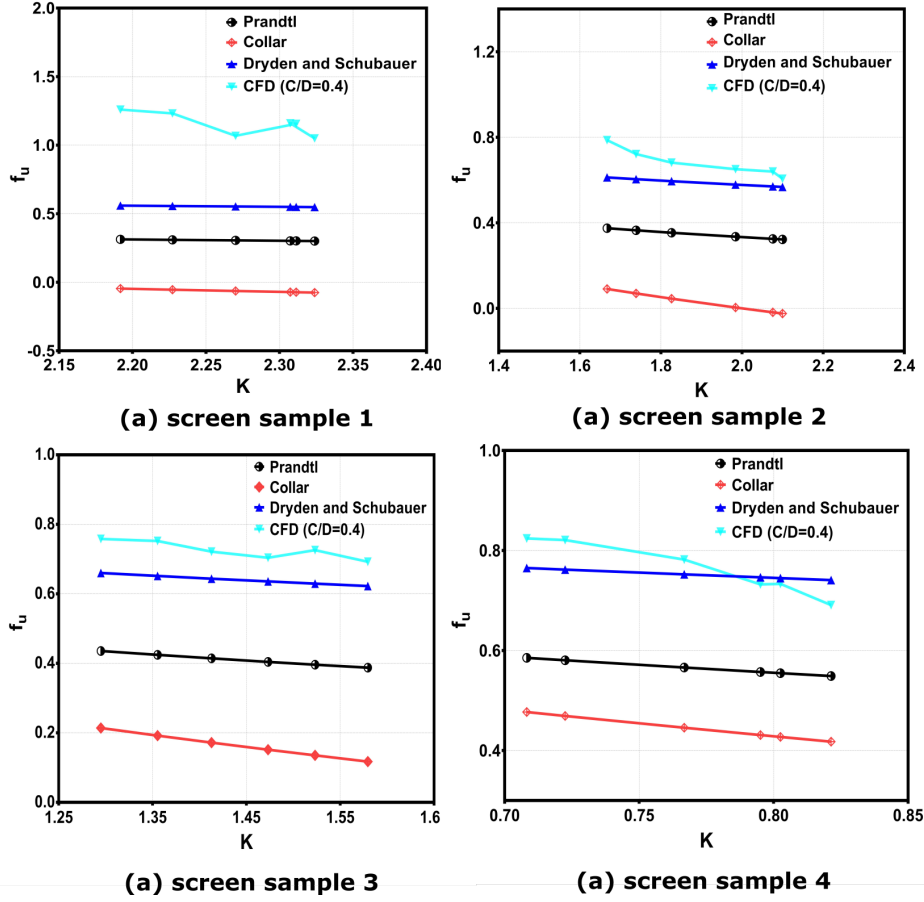 2.0
1.5
1.0
0.5
0.0
-0.5
f_u
Prandtl
Collar
Dryden and Schubauer
CFD (C/D=0.4)
2.15 2.20 2.25 2.30 2.35 2.40
K
(a) screen sample 1
1.2
0.8
0.4
0.0
f_u
Prandtl
Collar
Dryden and Schubauer
CFD (C/D=0.4)
1.4 1.6 1.8 2.0 2.2 2.4
K
(a) screen sample 2
1.0
0.8
0.6
0.4
0.2
0.0
f_u
Prandtl
Collar
Dryden and Schubauer
CFD (C/D=0.4)
1.25 1.35 1.45 1.55 1.6
K
(a) screen sample 3
1.0
0.8
0.6
0.4
f_u
Prandtl
Collar
Dryden and Schubauer
CFD (C/D=0.4)
0.70 0.75 0.80 0.85
K
(a) screen sample 4